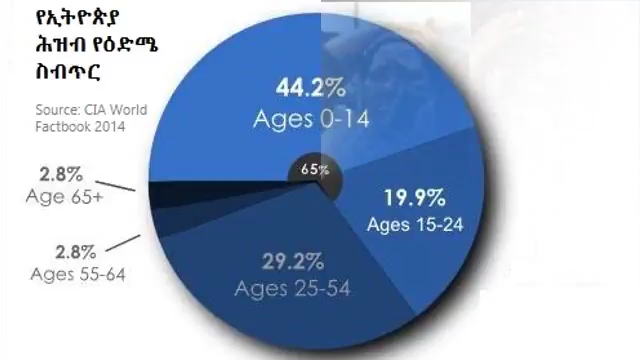 የኢትዮጵያ
ሕዝብ የዕድሜ
ስብጥር
Source: CIA World
Factbook 2014
44.2%
Ages 0-14
65%
19.9%
Ages 15-24
29.2%
Ages 25-54
2.8%
Age 65+
2.8%
Ages 55-64